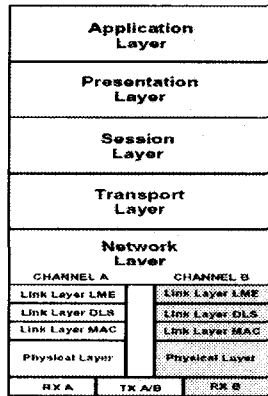 Application
Layer
Presentation
Layer
Session
Layer
Transport
Layer
Network
Layer
CHANNEL A CHANNEL B
Link Layer LME Link Layer LME
Link Layer DLS Link Layer DLS
Link Layer MAC Link Layer MAC
Physical Layer Physical Layer
RX A TX A/B RX B